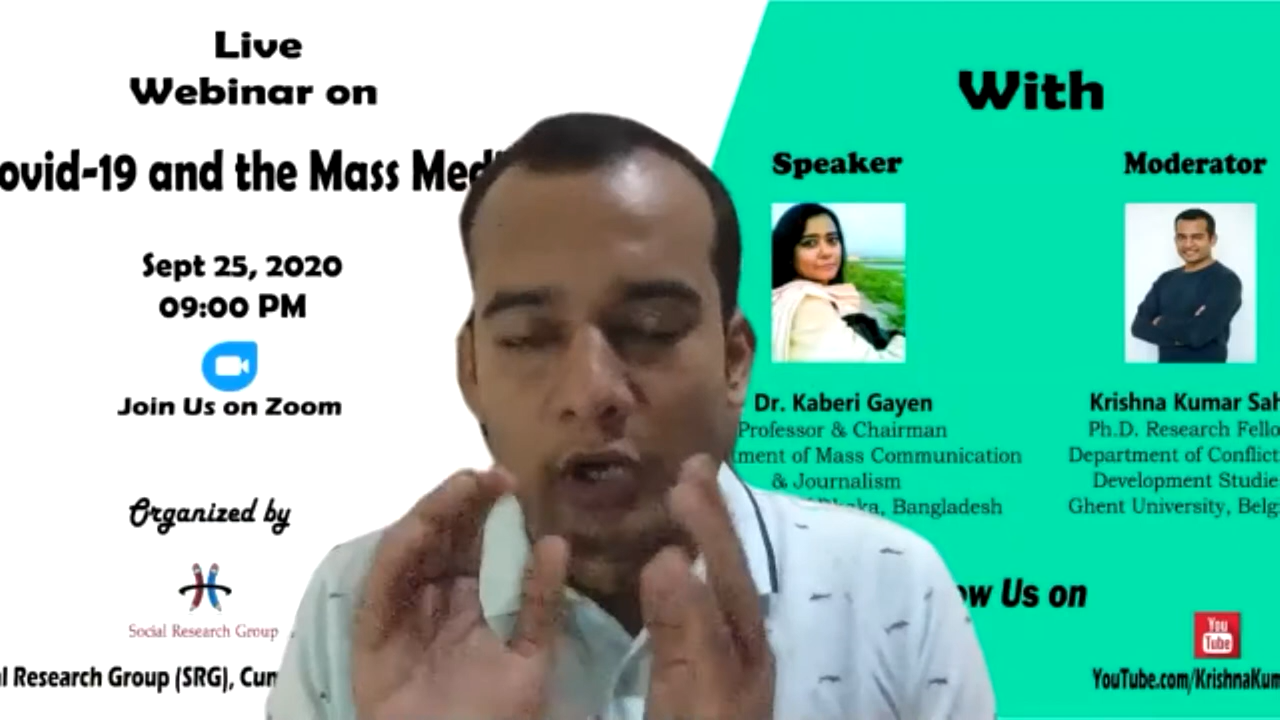 Live
Webinar on
ovid-19 and the Mass Med
Sept 25, 2020
09:00 PM
Join Us on Zoom
Organized by
Social Research Group
l Research Group (SRG), Cum
With
Speaker
Dr. Kaberi Gayen
Professor & Chairman
ment of Mass Communication
& Journalism
Dhaka, Bangladesh
Moderator
Krishna Kumar Sah
Ph.D. Research Fello
Department of Conflict
Development Studie
Ghent University, Belg
ow Us on
You
Tube
YouTube.com/KrishnaKum